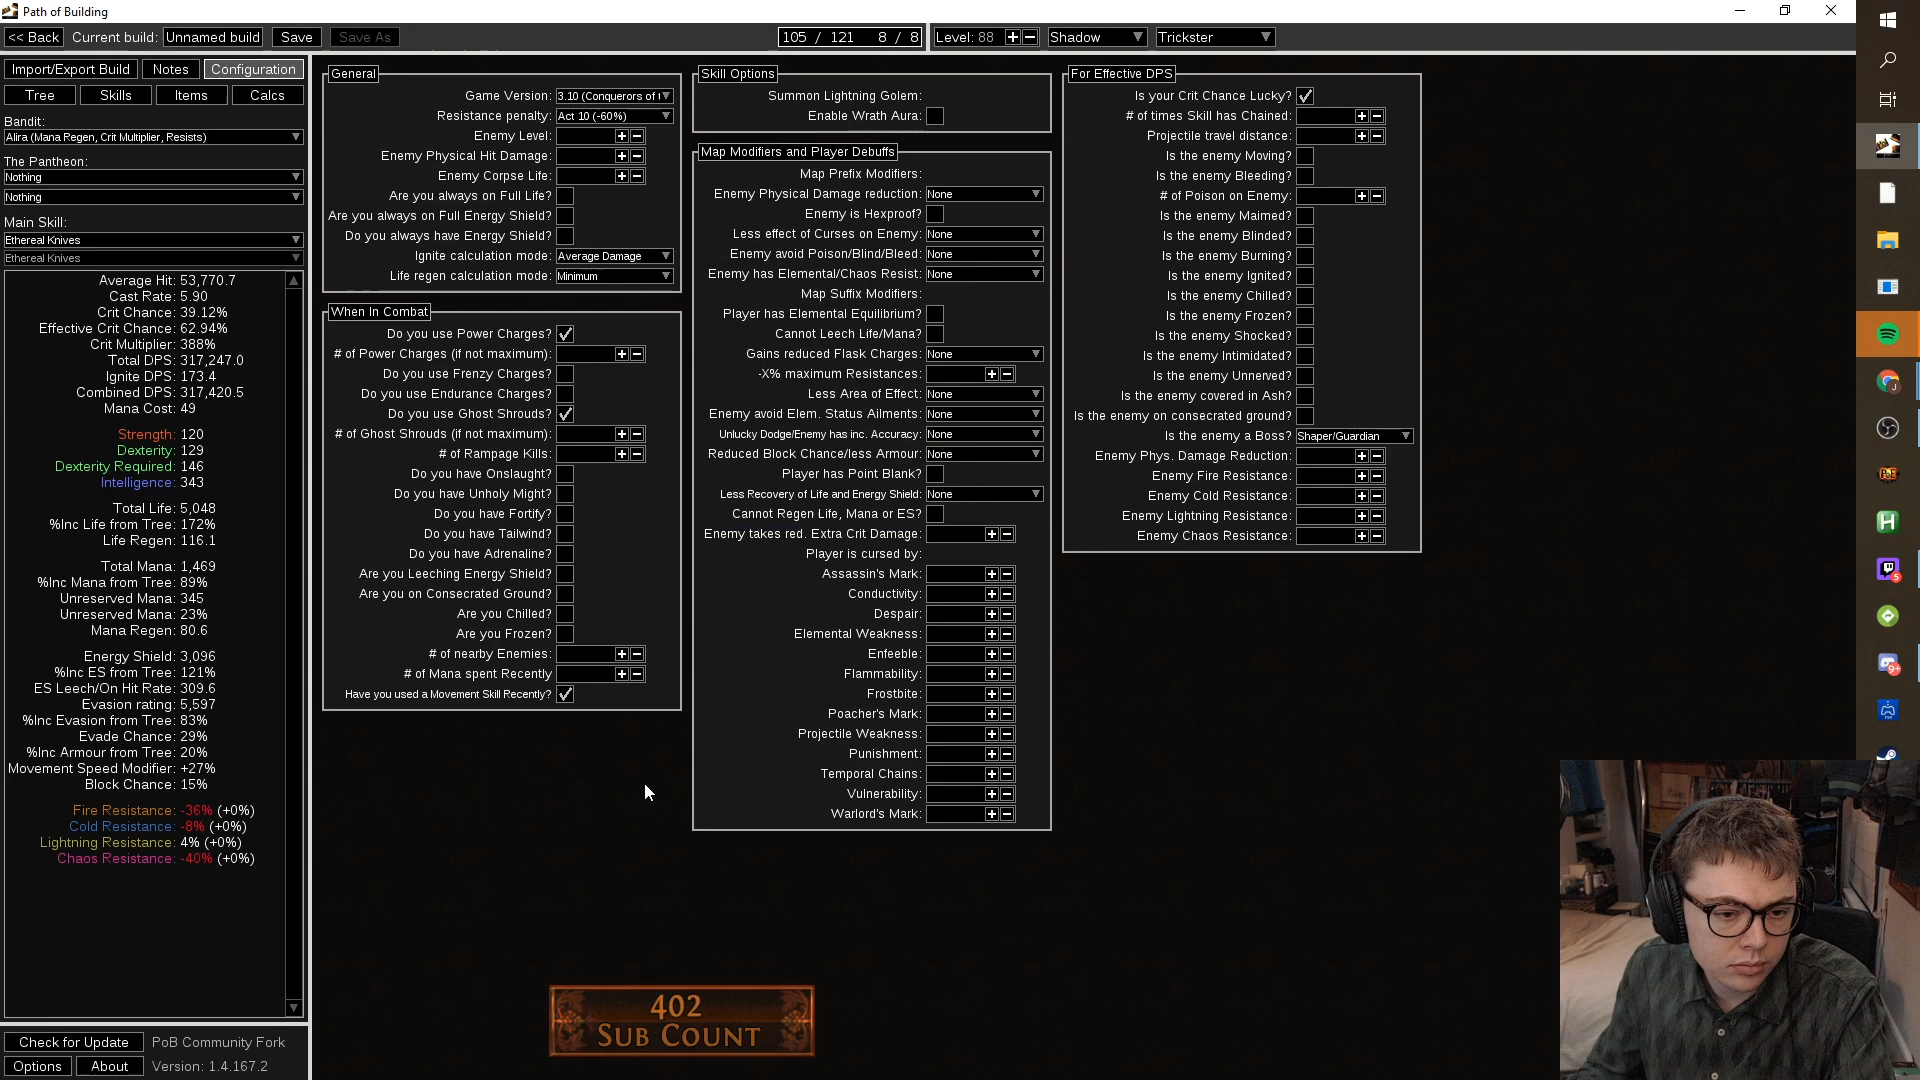 Path of Building
<< Back
Current build:
Unnamed build
Save
Save As
105 / 121 8 / 8
Level: 88
Shadow
Trickster
Import/Export Build
Notes
Configuration
Tree
Skills
Items
Calcs
Bandit:
Alira (Mana Regen, Crit Multiplier, Resists)
The Pantheon:
Nothing
Nothing
Main Skill:
Ethereal Knives
Ethereal Knives
Average Hit: 53,770.7
Cast Rate: 5.90
Crit Chance: 39.12%
Effective Crit Chance: 62.94%
Crit Multiplier: 388%
Total DPS: 317,247.0
Ignite DPS: 173.4
Combined DPS: 317,420.5
Mana Cost: 49
Strength: 120
Dexterity: 129
Dexterity Required: 146
Intelligence: 343
Total Life: 5,048
%Inc Life from Tree: 172%
Life Regen: 116.1
Total Mana: 1,469
%Inc Mana from Tree: 89%
Unreserved Mana: 345
Unreserved Mana: 23%
Mana Regen: 80.6
Energy Shield: 3,096
%Inc ES from Tree: 121%
ES Leech/On Hit Rate: 309.6
Evasion rating: 5,597
%Inc Evasion from Tree: 83%
Evade Chance: 29%
%Inc Armour from Tree: 20%
Movement Speed Modifier: +27%
Block Chance: 15%
Fire Resistance: -36% (+0%)
Cold Resistance: -8% (+0%)
Lightning Resistance: 4% (+0%)
Chaos Resistance: -40% (+0%)
Check for Update
PoB Community Fork
Options
About
Version: 1.4.167.2
General
Game Version: 3.10 (Conquerors of
Resistance penalty: Act 10 (-60%)
Enemy Level:
Enemy Physical Hit Damage:
Enemy Corpse Life:
Are you always on Full Life?
Are you always on Full Energy Shield?
Do you always have Energy Shield?
Ignite calculation mode: Average Damage
Life regen calculation mode: Minimum
When In Combat
Do you use Power Charges?
# of Power Charges (if not maximum):
Do you use Frenzy Charges?
Do you use Endurance Charges?
Do you use Ghost Shrouds?
# of Ghost Shrouds (if not maximum):
# of Rampage Kills:
Do you have Onslaught?
Do you have Unholy Might?
Do you have Fortify?
Do you have Tailwind?
Do you have Adrenaline?
Are you Leeching Energy Shield?
Are you on Consecrated Ground?
Are you Chilled?
Are you Frozen?
# of nearby Enemies:
# of Mana spent Recently
Have you used a Movement Skill Recently?
Skill Options
Summon Lightning Golem:
Enable Wrath Aura:
Map Modifiers and Player Debuffs
Map Prefix Modifiers:
Enemy Physical Damage reduction: None
Enemy is Hexproof?
Less effect of Curses on Enemy: None
Enemy avoid Poison/Blind/Bleed: None
Enemy has Elemental/Chaos Resist: None
Map Suffix Modifiers:
Player has Elemental Equilibrium?
Cannot Leech Life/Mana?
Gains reduced Flask Charges: None
-X% maximum Resistances:
Less Area of Effect: None
Enemy avoid Elem. Status Ailments: None
Unlucky Dodge/Enemy has inc. Accuracy: None
Reduced Block Chance/less Armour: None
Player has Point Blank?
Less Recovery of Life and Energy Shield: None
Cannot Regen Life, Mana or ES?
Enemy takes red. Extra Crit Damage:
Player is cursed by:
Assassin's Mark:
Conductivity:
Despair:
Elemental Weakness:
Enfeeble:
Flammability:
Frostbite:
Poacher's Mark:
Projectile Weakness:
Punishment:
Temporal Chains:
Vulnerability:
Warlord's Mark:
For Effective DPS
Is your Crit Chance Lucky?
# of times Skill has Chained:
Projectile travel distance:
Is the enemy Moving?
Is the enemy Bleeding?
# of Poison on Enemy:
Is the enemy Maimed?
Is the enemy Blinded?
Is the enemy Burning?
Is the enemy Ignited?
Is the enemy Chilled?
Is the enemy Frozen?
Is the enemy Shocked?
Is the enemy Intimidated?
Is the enemy Unnerved?
Is the enemy covered in Ash?
Is the enemy on consecrated ground?
Is the enemy a Boss? Shaper/Guardian
Enemy Phys. Damage Reduction:
Enemy Fire Resistance:
Enemy Cold Resistance:
Enemy Lightning Resistance:
Enemy Chaos Resistance:
402
SUB COUNT